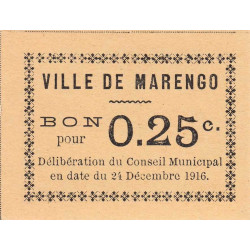 VILLE DE MARENGO
BON
pour 0.25c.
Délibération du Conseil Municipal
en date du 24 Décembre 1916.